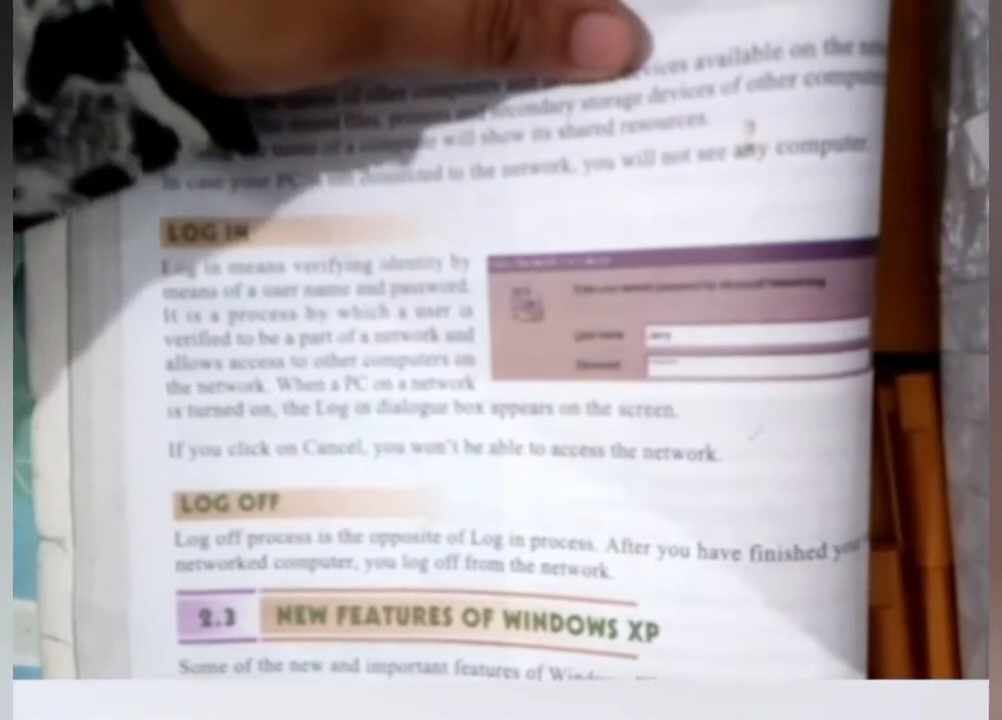 vices available on the
secondary storage devices of other
will show its shared resources.
In case your PC is not connected to the network, you will not see any computer
LOG IN
Log in means verifying identity by
means of a user name and password.
It is a process by which a user is
verified to be a part of a network and
allows access to other computers on
the network. When a PC on a network
is turned on, the Log in dialogue box appears on the screen.
If you click on Cancel, you won't be able to access the network.
LOG OFF
Log off process is the opposite of Log in process. After you have finished
networked computer, you log off from the network.
2.3 NEW FEATURES OF WINDOWS XP
Some of the new and important features of